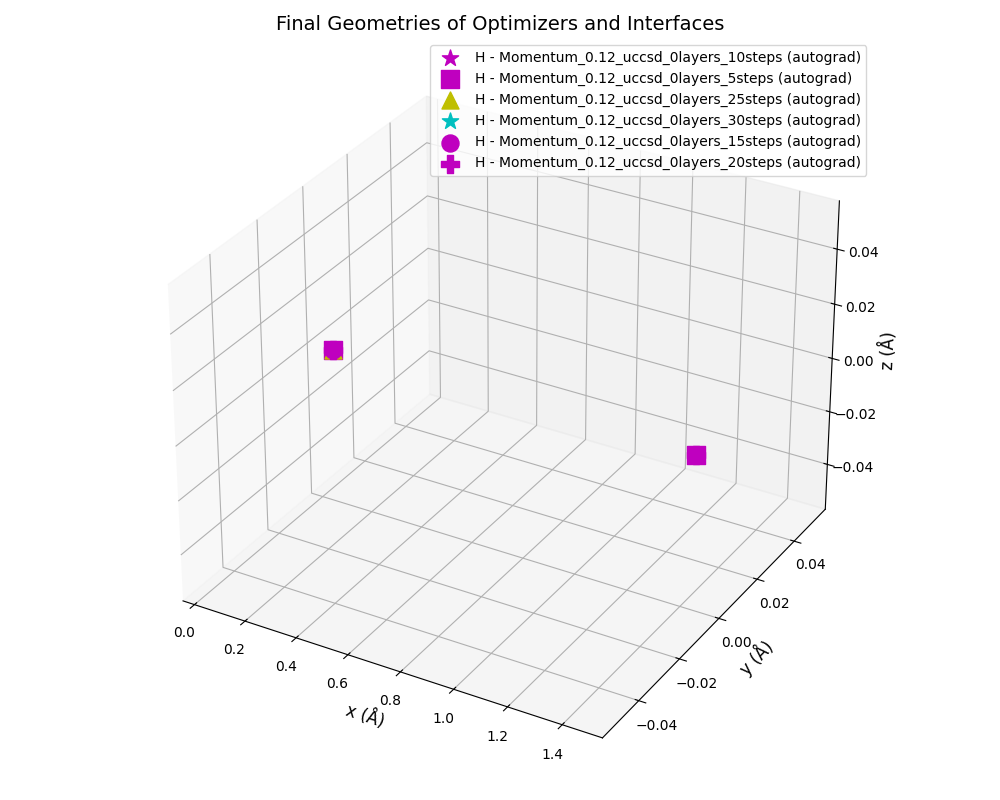 Final Geometries of Optimizers and Interfaces
H - Momentum_0.12_uccsd_0layers_10steps (autograd)
H - Momentum_0.12_uccsd_0layers_5steps (autograd)
H - Momentum_0.12_uccsd_0layers_25steps (autograd)
H - Momentum_0.12_uccsd_0layers_30steps (autograd)
H - Momentum_0.12_uccsd_0layers_15steps (autograd)
H - Momentum_0.12_uccsd_0layers_20steps (autograd)
0.04
0.02
0.00
−0.02
−0.04
z (Å)
0.04
0.02
0.00
−0.02
−0.04
y (Å)
0.0
0.2
0.4
0.6
0.8
1.0
1.2
1.4
x (Å)